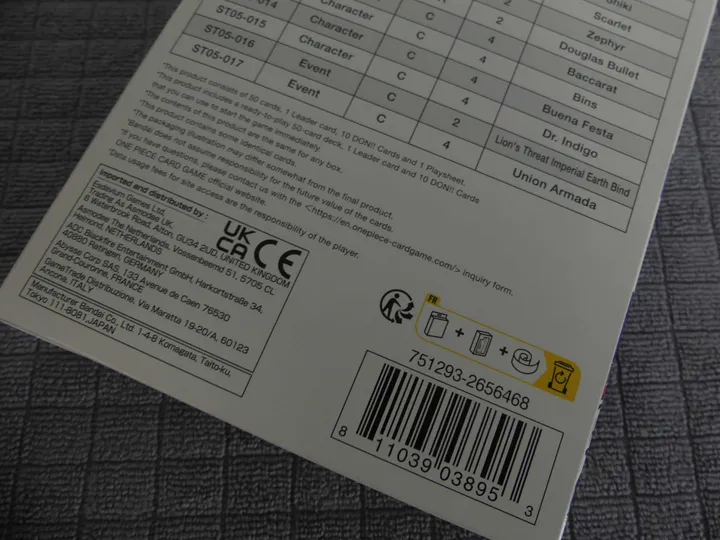 Shiki
2 Scarlet
2 Zephyr
C 4 Douglas Bullet
Character C 4 Baccarat
014 Character C 4 Bins
ST05-015 Character C 4 Buena Festa
ST05-016 Event C 2 Dr. Indigo
ST05-017 Event C 4 Lion's Threat Imperial Earth Bind
Union Armada
*This product consists of 50 cards, 1 Leader card, 10 DON!! Cards and 1 Playsheet.
*This product includes a ready-to-play 50-card deck, 1 Leader card and 10 DON!! Cards
that you can use to start the game immediately.
*The contents of this product are the same for any box.
*This product contains some identical cards.
*The packaging illustration may differ somewhat from the final product.
*Bandai does not assume responsibility for the future value of the cards.
*If you have questions, please contact us with the <https://en.onepiece-cardgame.com/> inquiry form.
ONE PIECE CARD GAME official website.
*Data usage fees for site access are the responsibility of the player.
Imported and distributed by :
Esdevium Games Ltd.
Trading As Asmodee UK,
6 Waterbrook Road, Alton, GU34 2UD, UNITED KINGDOM
Asmodee The Netherlands, Vossenbeemd 51, 5705 CL
Helmond, NETHERLANDS
ADC Blackfire Entertainment GmbH, Harkortstraße 34,
40880 Ratingen, GERMANY
Abysse Corp SAS, 133 Avenue de Caen 76530
Grand-Couronne, FRANCE
GameTrade Distribuzione, Via Maratta 19-20/A, 60123
Ancona, ITALY
Manufacturer Bandai Co., Ltd. 1-4-8 Komagata, Taito-ku,
Tokyo 111-8081, JAPAN
UK
CA
CE
FR
+ +
751293-2656468
8 11039 03895 3